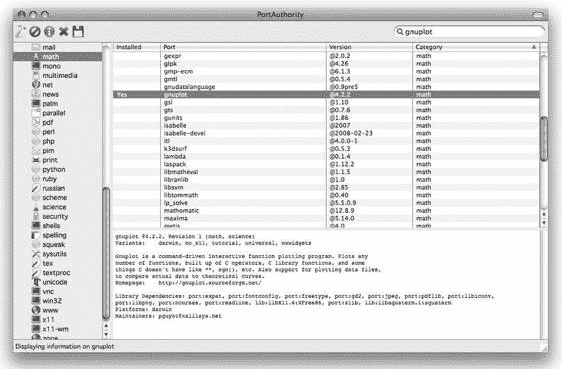 PortAuthority
gnuplot
Installed Port Version Category
mail
math
mono
multimedia
net
news
palm
parallel
pdf
perl
php
pim
print
python
ruby
russian
scheme
science
security
shells
spelling
squeak
sysutils
tex
textproc
unicode
vnc
win32
www
x11
x11-wm
zope
gexpr @2.0.2 math
glpk @4.26 math
gmp-ecm @6.1.3 math
gmtl @0.5.4 math
gnudatalanguage @0.9pre5 math
Yes gnuplot @4.2.2 math
gsl @1.10 math
gts @0.7.6 math
gunits @1.86 math
isabelle @2007 math
isabelle-devel @2008-02-23 math
itl @4.0.0-1 math
k3dsurf @0.5.3 math
lambda @0.1.4 math
laspack @1.12.2 math
libmatheval @1.1.5 math
libranlib @1.0 math
libsvm @2.85 math
libtommath @0.40 math
lp_solve @5.5.0.9 math
mathomatic @12.8.9 math
maxima @5.14.0 math
metis @4.0 math
gnuplot @4.2.2, Revision 1 (math, science)
Variants: darwin, no_x11, tutorial, universal, wxwidgets
Gnuplot is a command-driven interactive function plotting program. Plots any
number of functions, built up of C operators, C library functions, and some
things C doesn't have like **, sgn(), etc. Also support for plotting data files,
to compare actual data to theoretical curves.
Homepage: http://gnuplot.sourceforge.net/
Library Dependencies: port:expat, port:fontconfig, port:freetype, port:gd2, port:jpeg, port:pdflib, port:libiconv,
port:libpng, port:ncurses, port:readline, lib:libX11.6:XFree86, port:zlib, lib:libaquaterm.1:aquaterm
Platforms: darwin
Maintainers: pguyot@kallisys.net
Displaying information on gnuplot